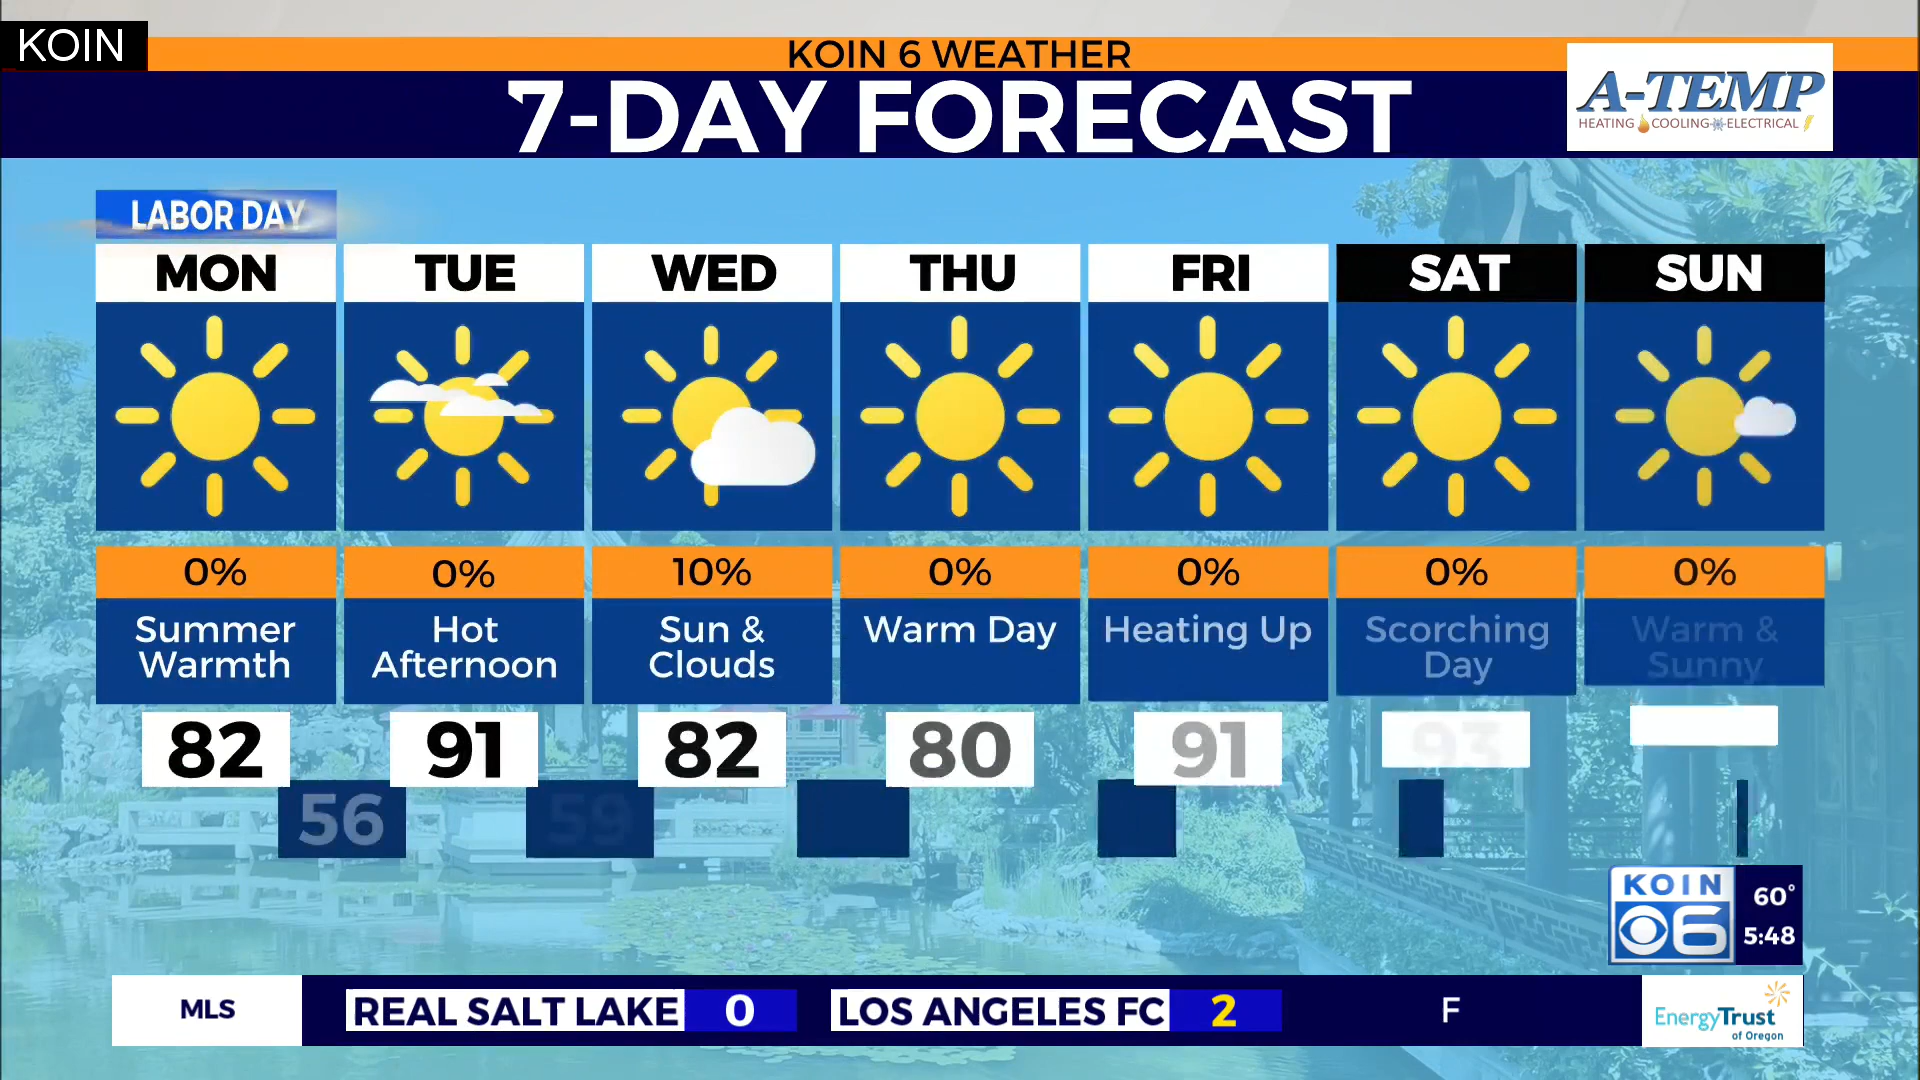 KOIN
KOIN 6 WEATHER
7-DAY FORECAST
A-TEMP
HEATING COOLING ELECTRICAL
LABOR DAY
MON TUE WED THU FRI SAT SUN
0% 0% 10% 0% 0% 0% 0%
Summer Warmth
Hot Afternoon
Sun & Clouds
Warm Day
Heating Up
Scorching Day
Warm & Sunny
82 91 82 80 91 93
56 59
KOIN 6
60°
5:48
MLS REAL SALT LAKE 0 LOS ANGELES FC 2 F
EnergyTrust
of Oregon